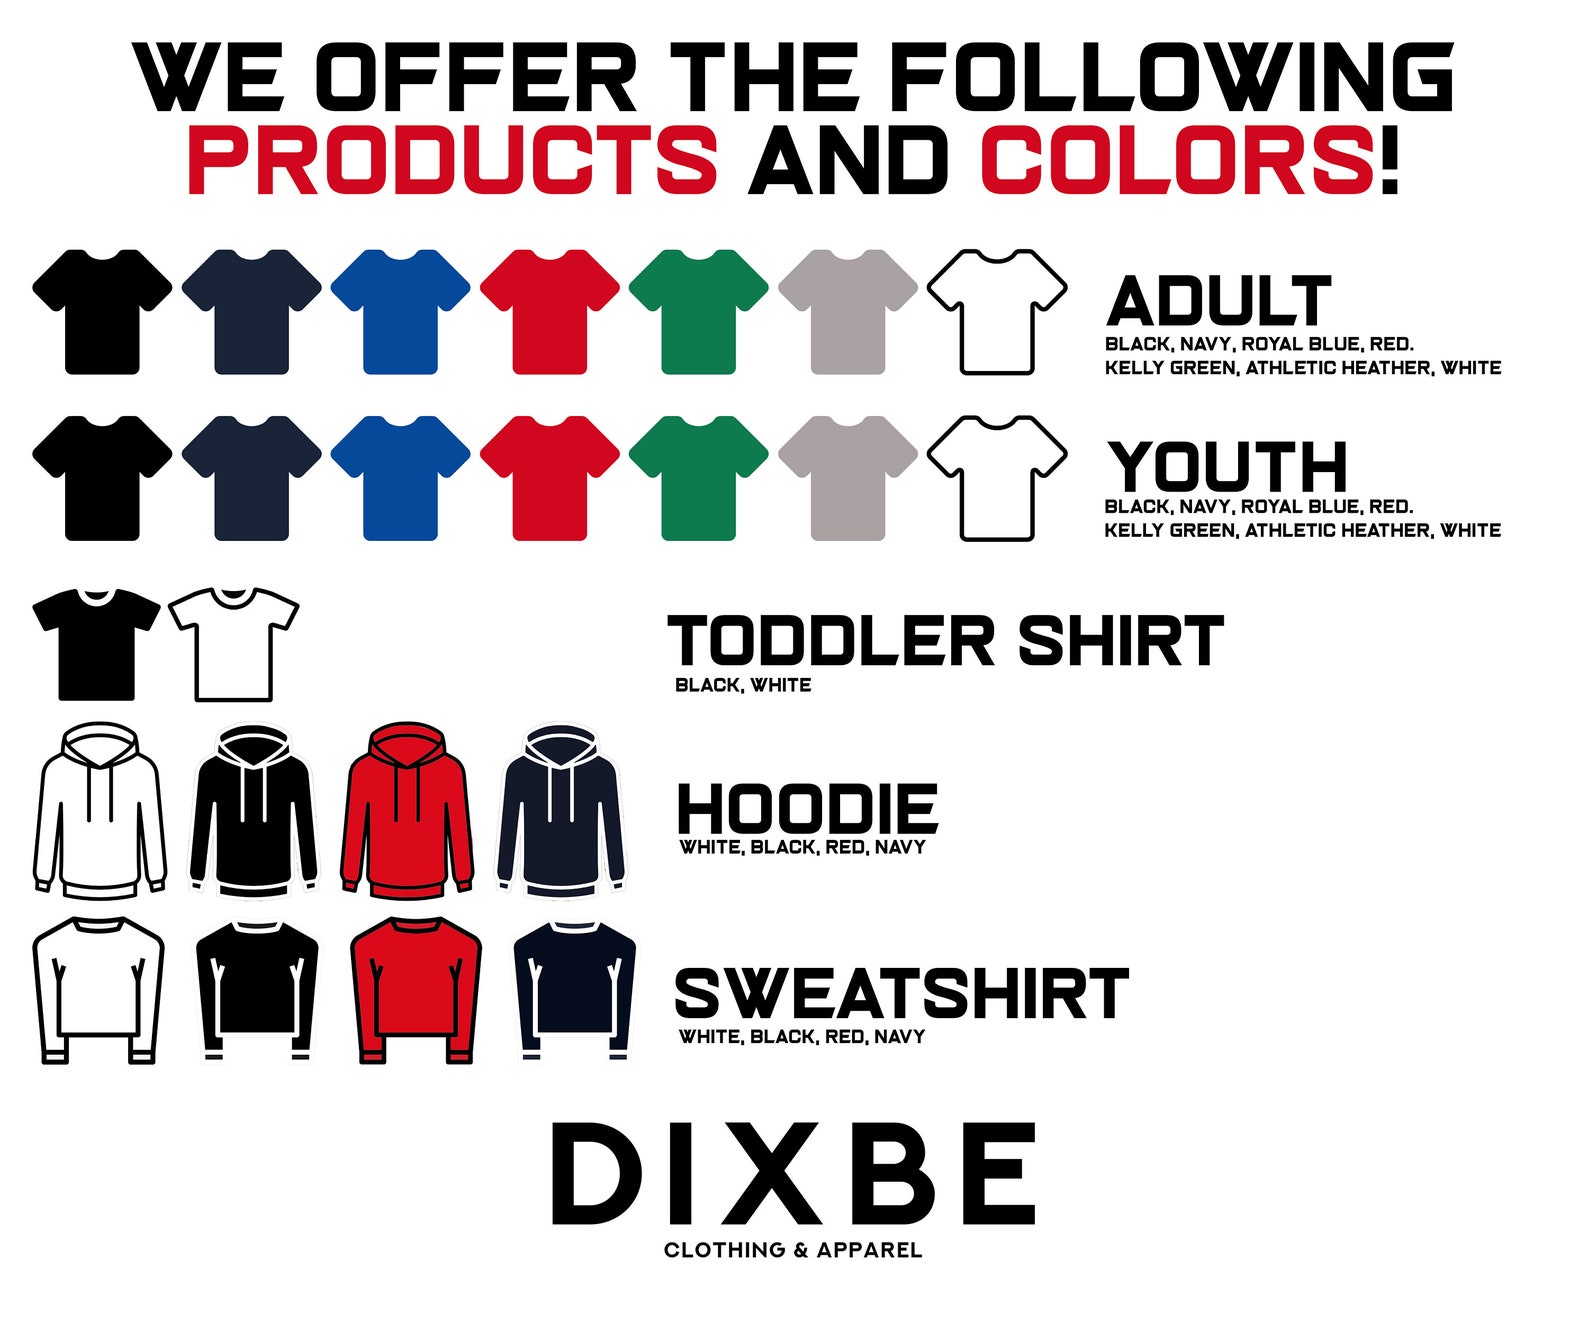 WE OFFER THE FOLLOWING
PRODUCTS AND COLORS!
ADULT
BLACK, NAVY, ROYAL BLUE, RED.
KELLY GREEN, ATHLETIC HEATHER, WHITE
YOUTH
BLACK, NAVY, ROYAL BLUE, RED.
KELLY GREEN, ATHLETIC HEATHER, WHITE
TODDLER SHIRT
BLACK, WHITE
HOODIE
WHITE, BLACK, RED, NAVY
SWEATSHIRT
WHITE, BLACK, RED, NAVY
DIXBE
CLOTHING & APPAREL